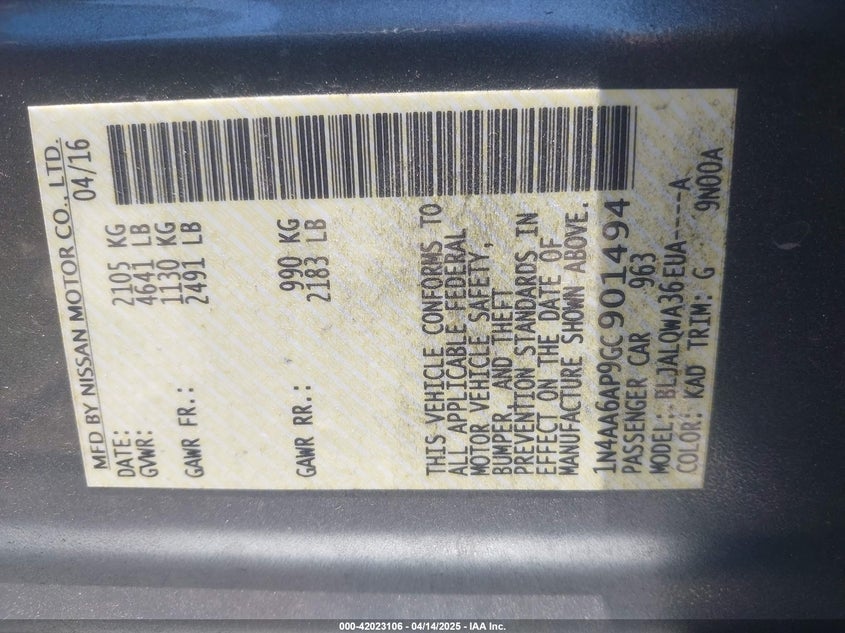 MFD BY NISSAN MOTOR CO., LTD.
DATE: 04/16
GVWR: 2105 KG
4641 LB
GAWR FR.: 1130 KG
2491 LB
GAWR RR.: 990 KG
2183 LB
THIS VEHICLE CONFORMS TO
ALL APPLICABLE FEDERAL
MOTOR VEHICLE SAFETY,
BUMPER, AND THEFT
PREVENTION STANDARDS IN
EFFECT ON THE DATE OF
MANUFACTURE SHOWN ABOVE.
1N4AA6AP9GC901494
PASSENGER CAR 963
MODEL: BLJALQWA36EUA----A
COLOR: KAD TRIM: G 9N00A
000-42023106 - 04/14/2025 - IAA Inc.